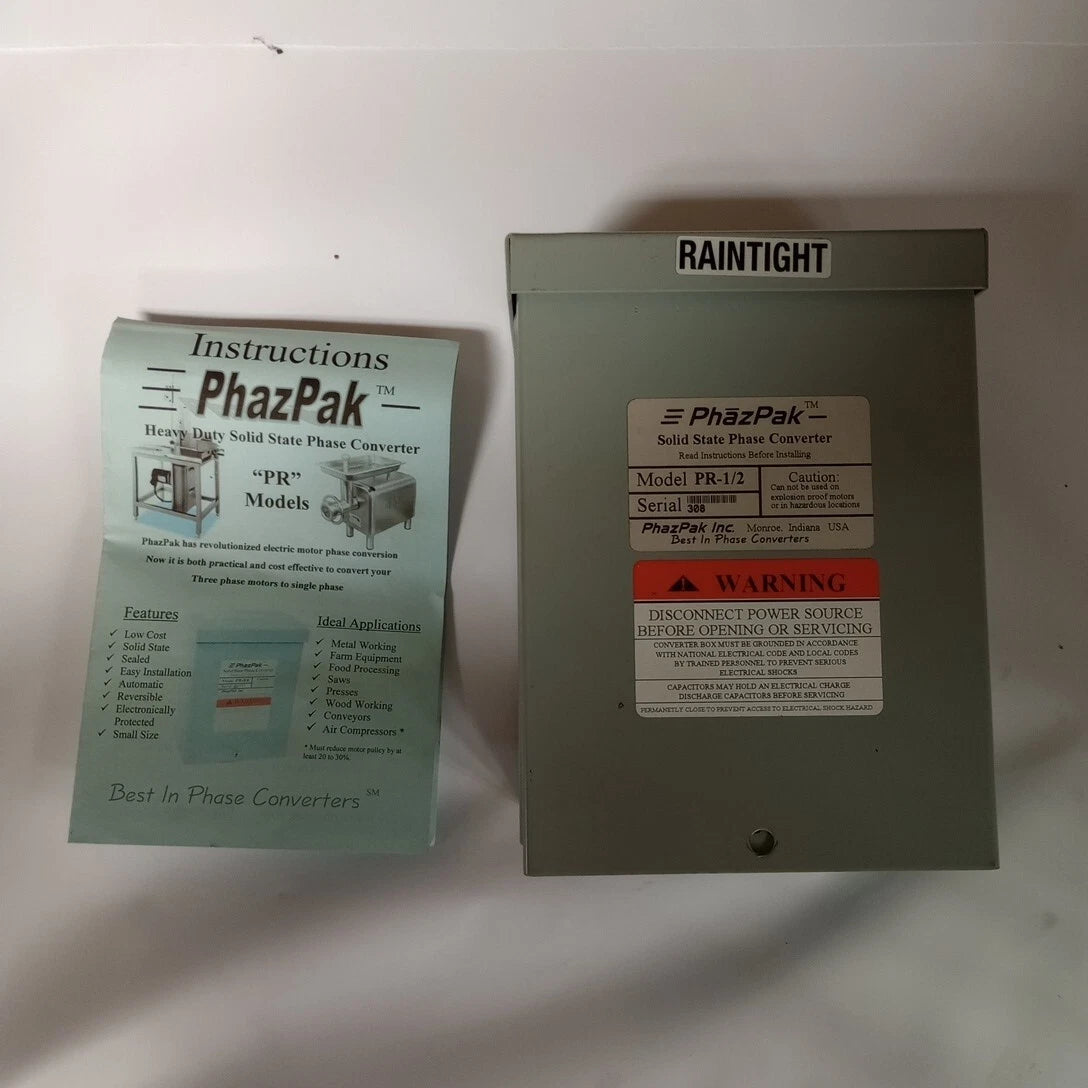 Instructions
PhazPak ™
Heavy Duty Solid State Phase Converter
"PR"
Models
PhazPak has revolutionized electric motor phase conversion
Now it is both practical and cost effective to convert your
Three phase motors to single phase
Features
✓ Low Cost
✓ Solid State
✓ Sealed
✓ Easy Installation
✓ Automatic
✓ Reversible
✓ Electronically
Protected
✓ Small Size
Ideal Applications
✓ Metal Working
✓ Farm Equipment
✓ Food Processing
✓ Saws
✓ Presses
✓ Wood Working
✓ Conveyors
✓ Air Compressors *
* Must reduce motor pulley by at
least 20 to 30%.
PhazPak
WARNING
Best In Phase Converters ℠
RAINTIGHT
PhāzPak ™
Solid State Phase Converter
Read Instructions Before Installing
Model PR-1/2
Serial 308
Caution:
Can not be used on
explosion proof motors
or in hazardous locations
PhazPak Inc. Monroe, Indiana USA
Best In Phase Converters
WARNING
DISCONNECT POWER SOURCE
BEFORE OPENING OR SERVICING
CONVERTER BOX MUST BE GROUNDED IN ACCORDANCE
WITH NATIONAL ELECTRICAL CODE AND LOCAL CODES
BY TRAINED PERSONNEL TO PREVENT SERIOUS
ELECTRICAL SHOCKS
CAPACITORS MAY HOLD AN ELECTRICAL CHARGE
DISCHARGE CAPACITORS BEFORE SERVICING
PERMANETLY CLOSE TO PREVENT ACCESS TO ELECTRICAL SHOCK HAZARD